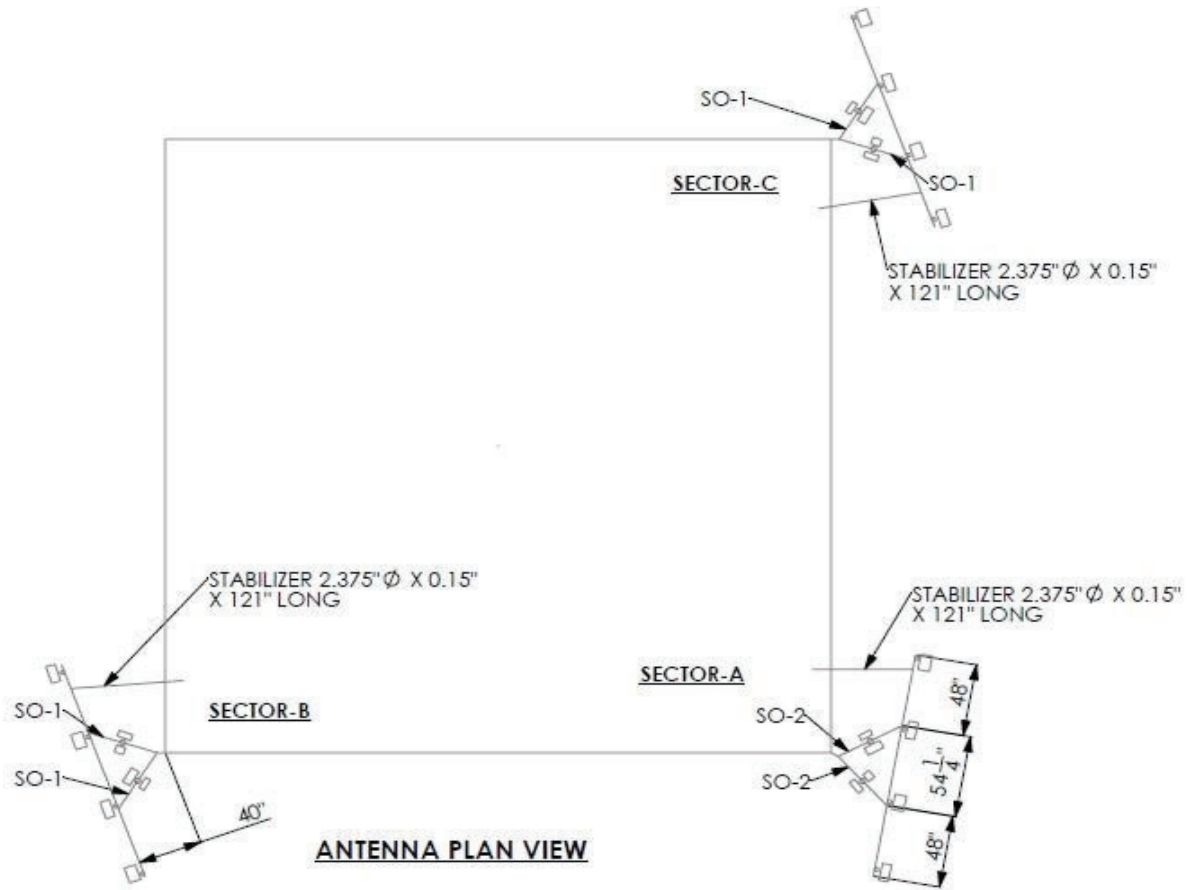 SO-1
SECTOR-C
SO-1
STABILIZER 2.375"Ø X 0.15"
X 121" LONG
STABILIZER 2.375"Ø X 0.15"
X 121" LONG
STABILIZER 2.375"Ø X 0.15"
X 121" LONG
SECTOR-A
48"
SO-1
SECTOR-B
SO-2
54 1/4"
SO-1
SO-2
40"
48"
ANTENNA PLAN VIEW